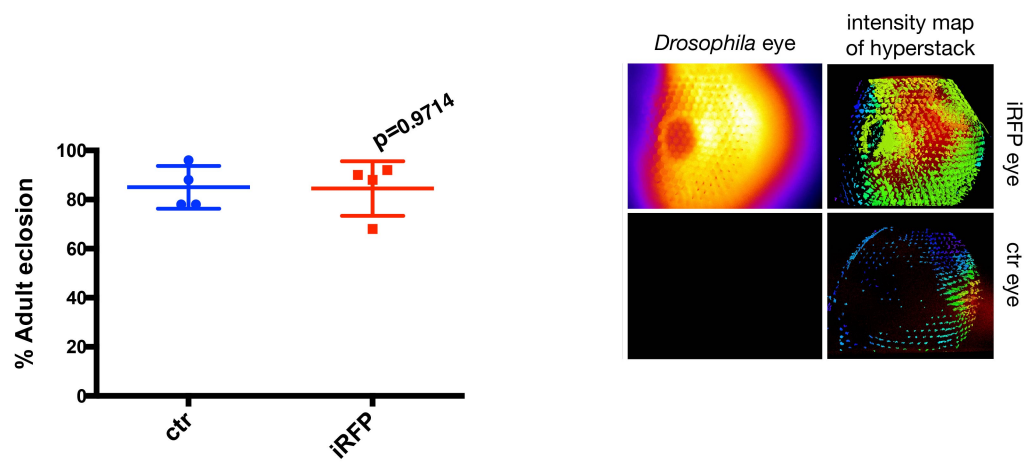 % Adult eclosion
100
80
60
40
20
0
ctr
iRFP
p=0.9714
Drosophila eye
intensity map
of hyperstack
iRFP eye
ctr eye